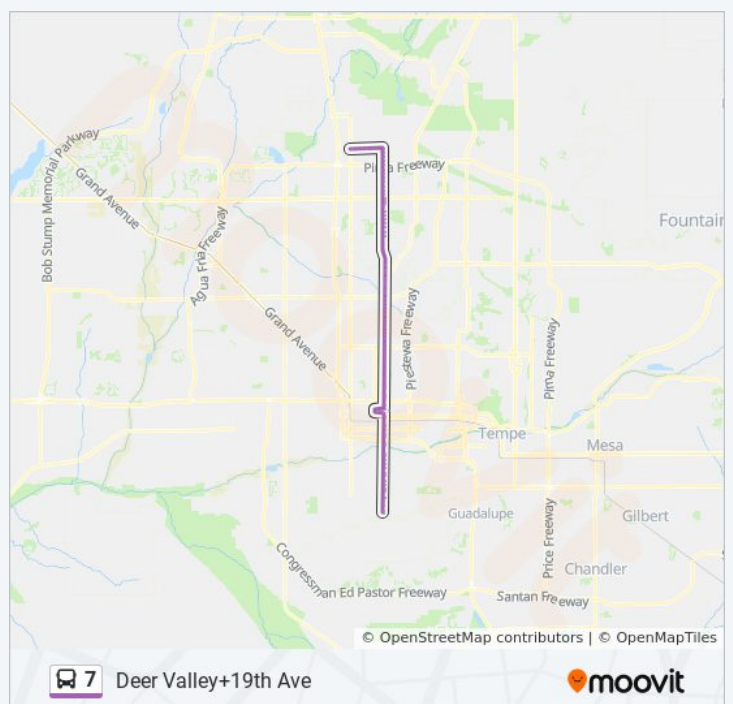 Pima Freeway
Bob Stump Memorial Parkway
Grand Avenue
Fountain
Agua Fria Freeway
Grand Avenue
Piestewa Freeway
Pima Freeway
Tempe
Mesa
Guadalupe
Gilbert
Price Freeway
Congressman Ed Pastor Freeway
Chandler
Santan Freeway
© OpenStreetMap contributors | © OpenMapTiles
7 Deer Valley+19th Ave
moovit